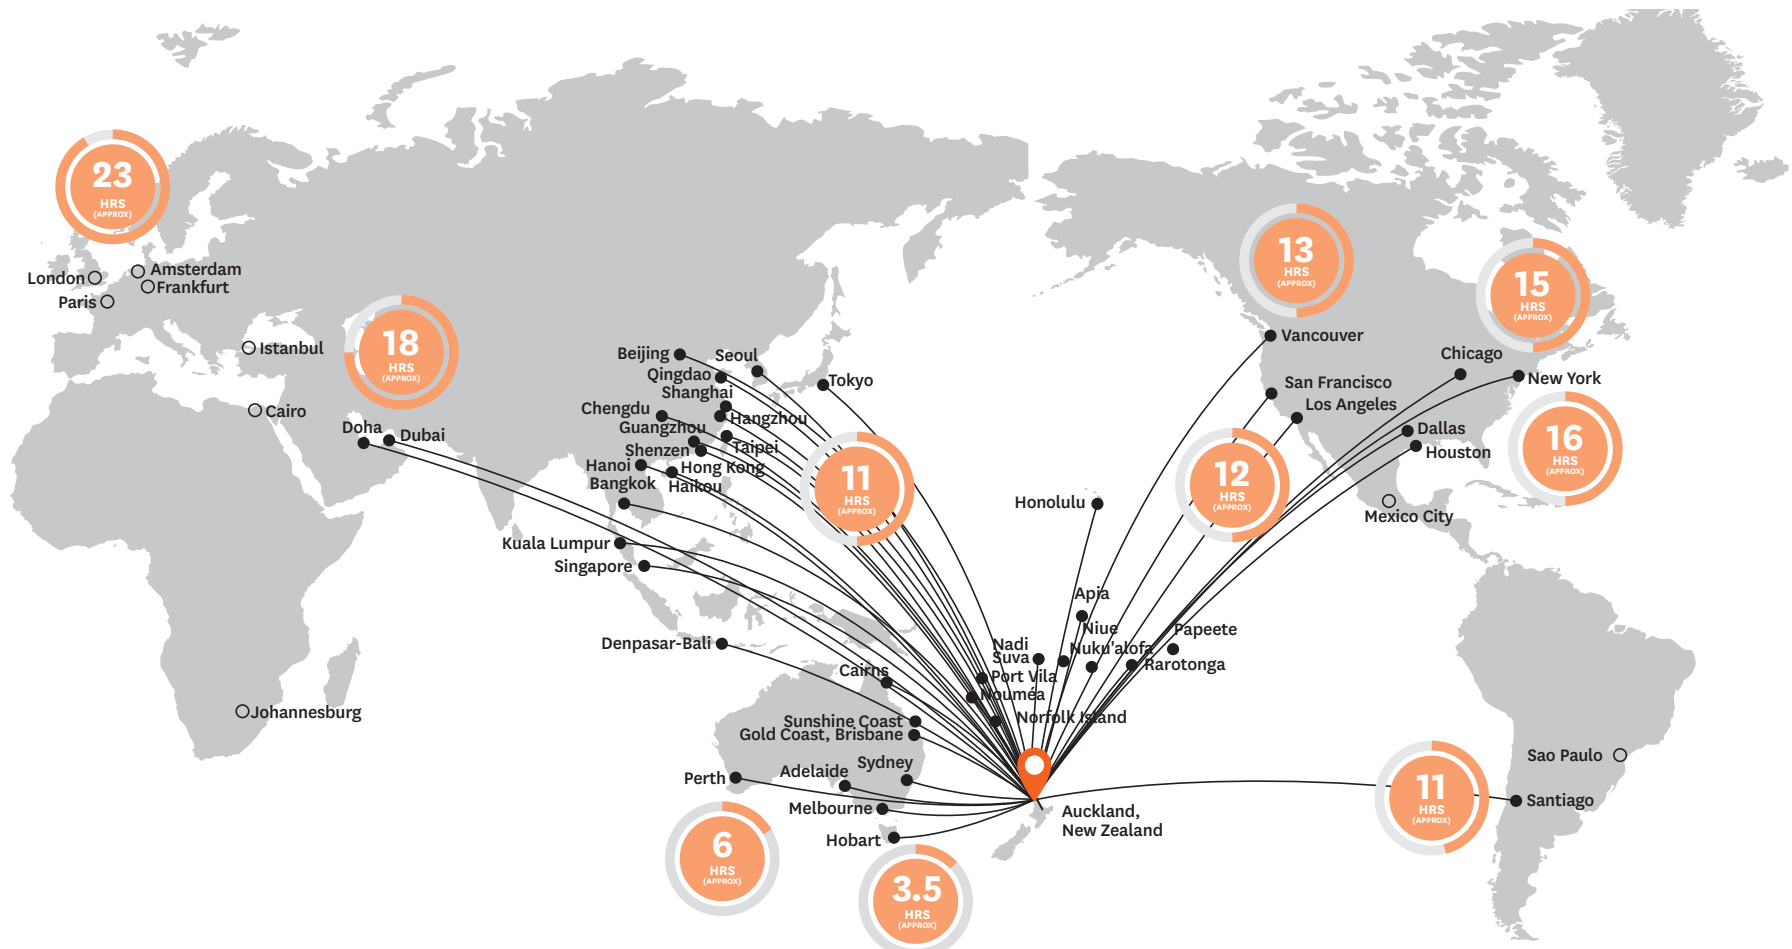 23
HRS
(APPROX)
London
Amsterdam
Frankfurt
Paris
Istanbul
Cairo
18
HRS
(APPROX)
Doha
Dubai
Johannesburg
Beijing
Seoul
Qingdao
Tokyo
Shanghai
Chengdu
Hangzhou
Guangzhou
Taipei
Shenzen
Hong Kong
Hanoi
Haikou
Bangkok
11
HRS
(APPROX)
Kuala Lumpur
Singapore
Denpasar-Bali
Cairns
Sunshine Coast
Gold Coast, Brisbane
Sydney
Perth
Adelaide
Melbourne
Hobart
6
HRS
(APPROX)
3.5
HRS
(APPROX)
Honolulu
Apia
Niue
Papeete
Nadi
Suva
Nuku'alofa
Rarotonga
Port Vila
Nouméa
Norfolk Island
Auckland,
New Zealand
13
HRS
(APPROX)
Vancouver
15
HRS
(APPROX)
Chicago
New York
San Francisco
Los Angeles
Dallas
Houston
16
HRS
(APPROX)
12
HRS
(APPROX)
Mexico City
Sao Paulo
11
HRS
(APPROX)
Santiago